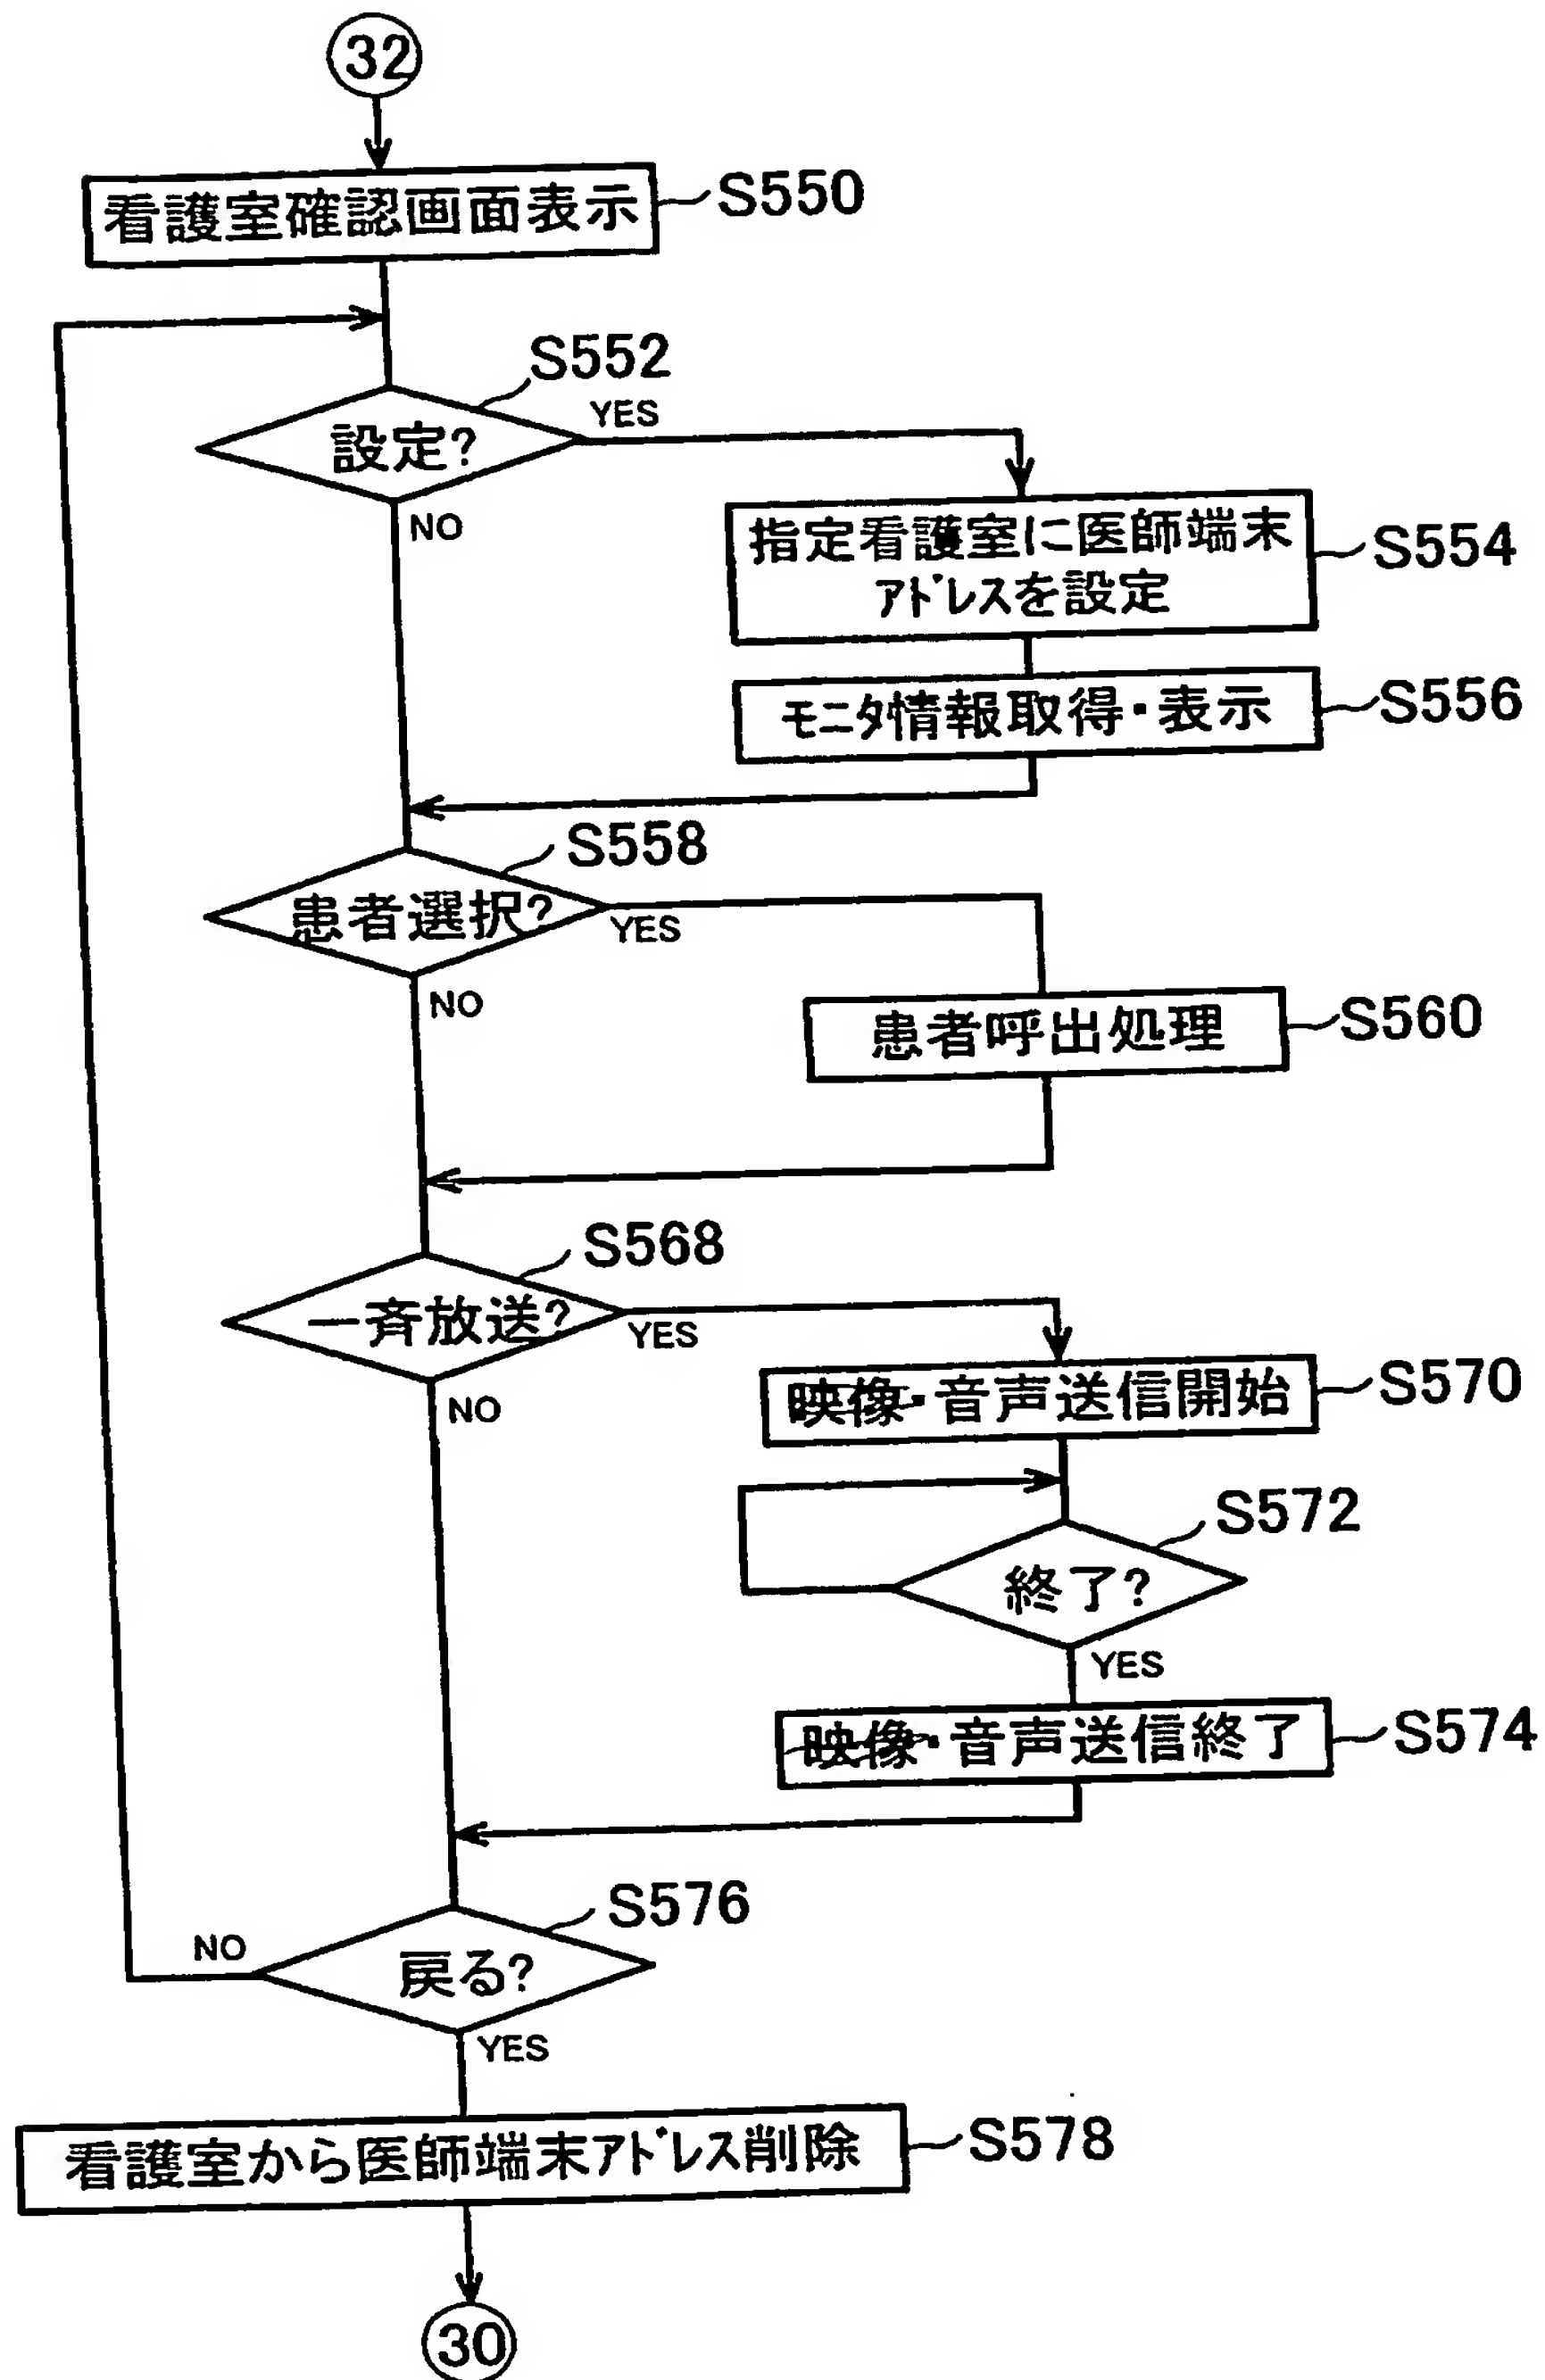 32
看護室確認画面表示
S550
S552
設定?
YES
NO
指定看護室に医師端末
ｱﾄﾞﾚｽを設定
S554
ﾓﾆﾀ情報取得・表示
S556
S558
患者選択?
YES
NO
患者呼出処理
S560
S568
一斉放送?
YES
NO
映像・音声送信開始
S570
S572
終了?
YES
映像・音声送信終了
S574
S576
NO
戻る?
YES
看護室から医師端末ｱﾄﾞﾚｽ削除
S578
30